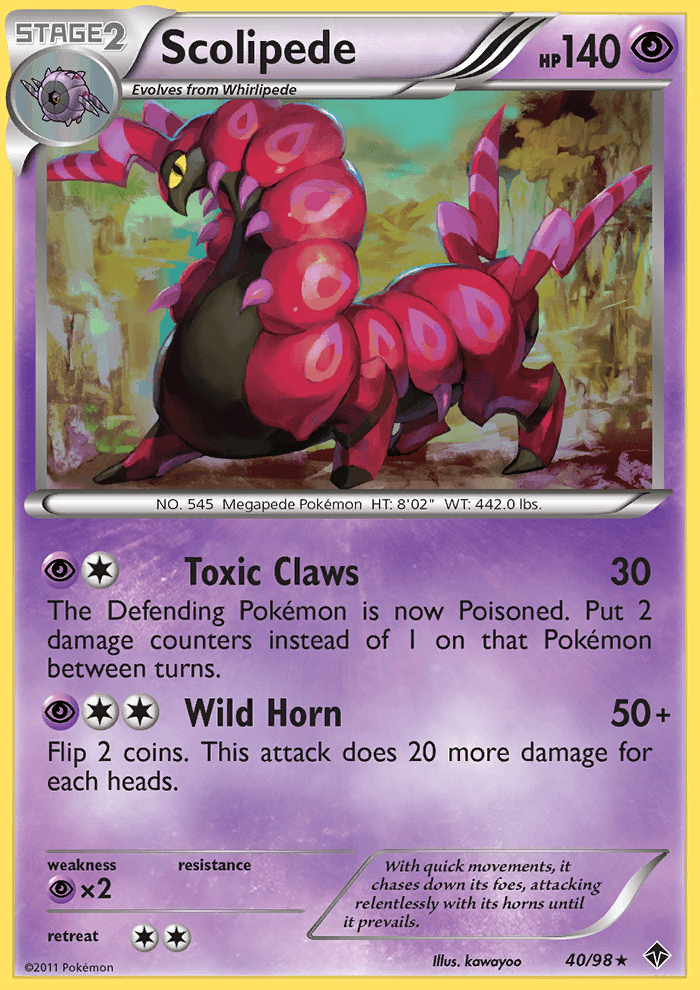 STAGE2
Scolipede
HP140
Evolves from Whirlipede
NO. 545 Megapede Pokémon HT: 8'02" WT: 442.0 lbs.
Toxic Claws 30
The Defending Pokémon is now Poisoned. Put 2
damage counters instead of 1 on that Pokémon
between turns.
Wild Horn 50+
Flip 2 coins. This attack does 20 more damage for
each heads.
weakness resistance
×2
With quick movements, it
chases down its foes, attacking
relentlessly with its horns until
it prevails.
retreat
©2011 Pokémon
Illus. kawayoo 40/98★